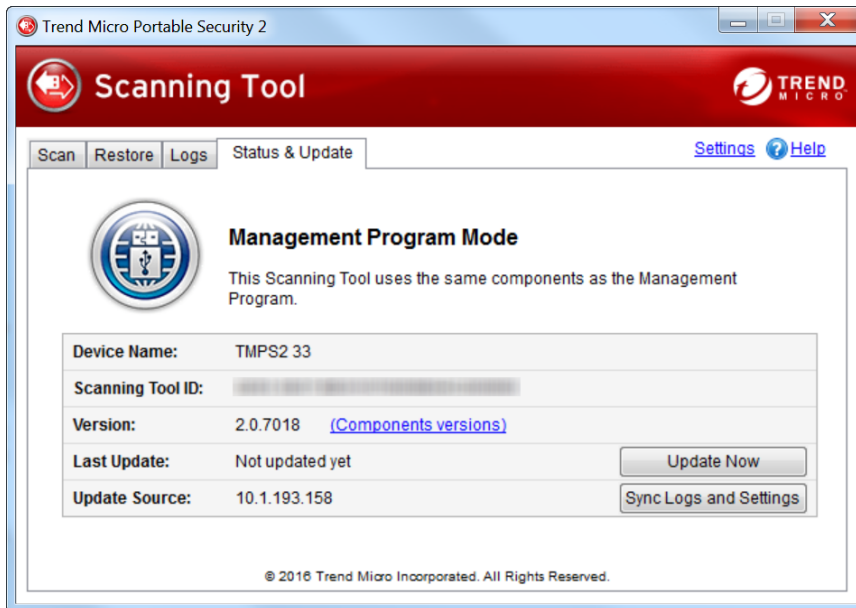 Trend Micro Portable Security 2
Scanning Tool
TREND
MICRO
Scan Restore Logs Status & Update Settings Help
Management Program Mode
This Scanning Tool uses the same components as the Management
Program.
Device Name: TMPS2 33
Scanning Tool ID:
Version: 2.0.7018 (Components versions)
Last Update: Not updated yet Update Now
Update Source: 10.1.193.158 Sync Logs and Settings
© 2016 Trend Micro Incorporated. All Rights Reserved.